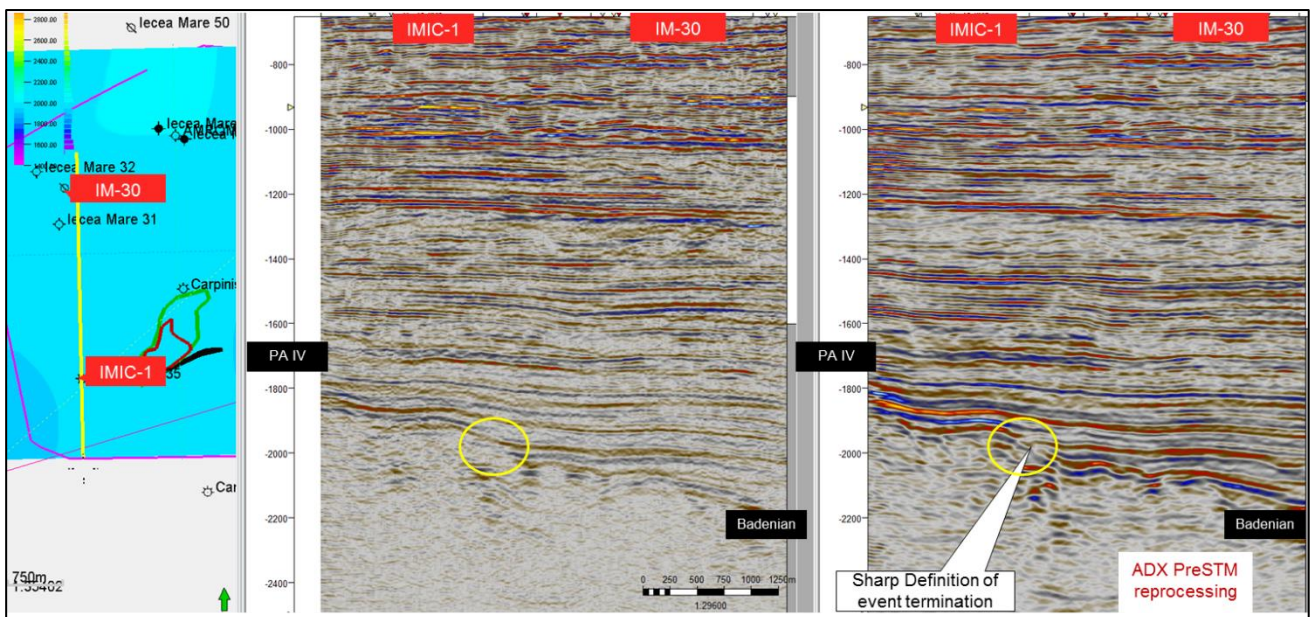 2800.00
2600.00
2400.00
2200.00
2000.00
1800.00
1600.00
Iecea Mare 50
Iecea Mare
Iecea Mare 32
IM-30
Iecea Mare 31
IMIC-1
35
750m
IMIC-1
IM-30
-800
-1000
-1200
-1400
-1600
PA IV
-1800
-2000
-2200
-2400
Badenian
0 250 500 750 1000 1250m
1:29600
IMIC-1
IM-30
-800
-1000
-1200
-1400
-1600
PA IV
-1800
-2000
-2200
-2400
Badenian
Sharp Definition of
event termination
ADX PreSTM
reprocessing